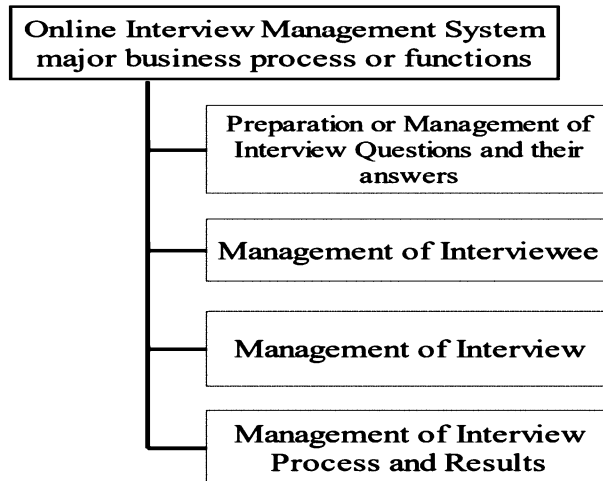 Online Interview Management System
major business process or functions
Preparation or Management of
Interview Questions and their
answers
Management of Interviewee
Management of Interview
Management of Interview
Process and Results